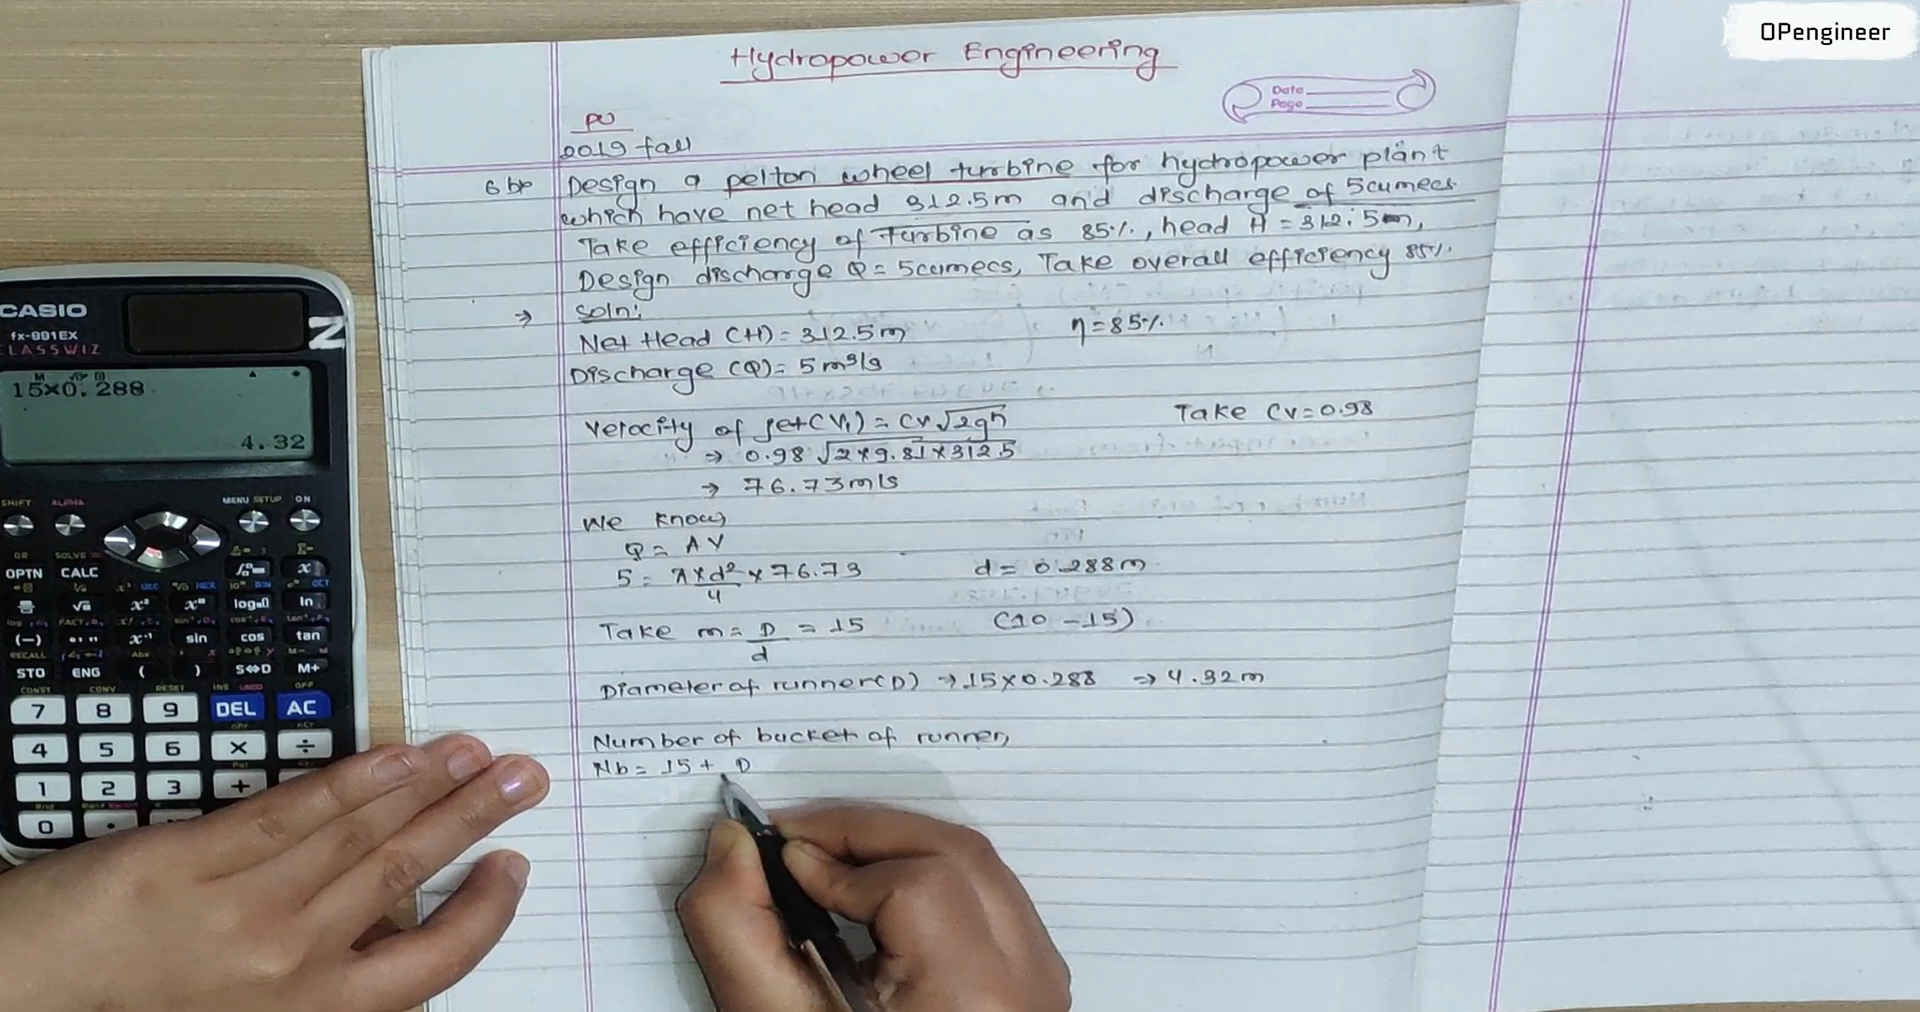 OPengineer
Hydropower Engineering
Date
Page
PU
2019 fall
6 b>
Design a pelton wheel turbine for hydropower plant
which have net head 312.5m and discharge of 5cumecs.
Take efficiency of Turbine as 85%, head H = 312.5m,
Design discharge Q = 5cumecs, Take overall efficiency 85%.
⇒ Soln:
Net Head (H) = 312.5m η = 85%
Discharge (Q) = 5 m³/s
Velocity of jet (V₁) = Cv √2gh Take Cv = 0.98
⇒ 0.98 √2×9.81×312.5
⇒ 76.73m/s
We know,
Q = AV
5 = π×d²/4 × 76.73 d = 0.288m
Take m = D/d = 15 (10 - 15)
Diameter of runner (D) → 15×0.288 ⇒ 4.32m
Number of bucket of runner,
Nb = 15 + D
CASIO
fx-991EX
CLASSWIZ
15×0.288
4.32
SHIFT ALPHA MENU SETUP ON
OPTN CALC x
log ln
(-) x⁻¹ sin cos tan
STO ENG ( ) S⇔D M+
7 8 9 DEL AC
4 5 6 × ÷
1 2 3 +
0 .